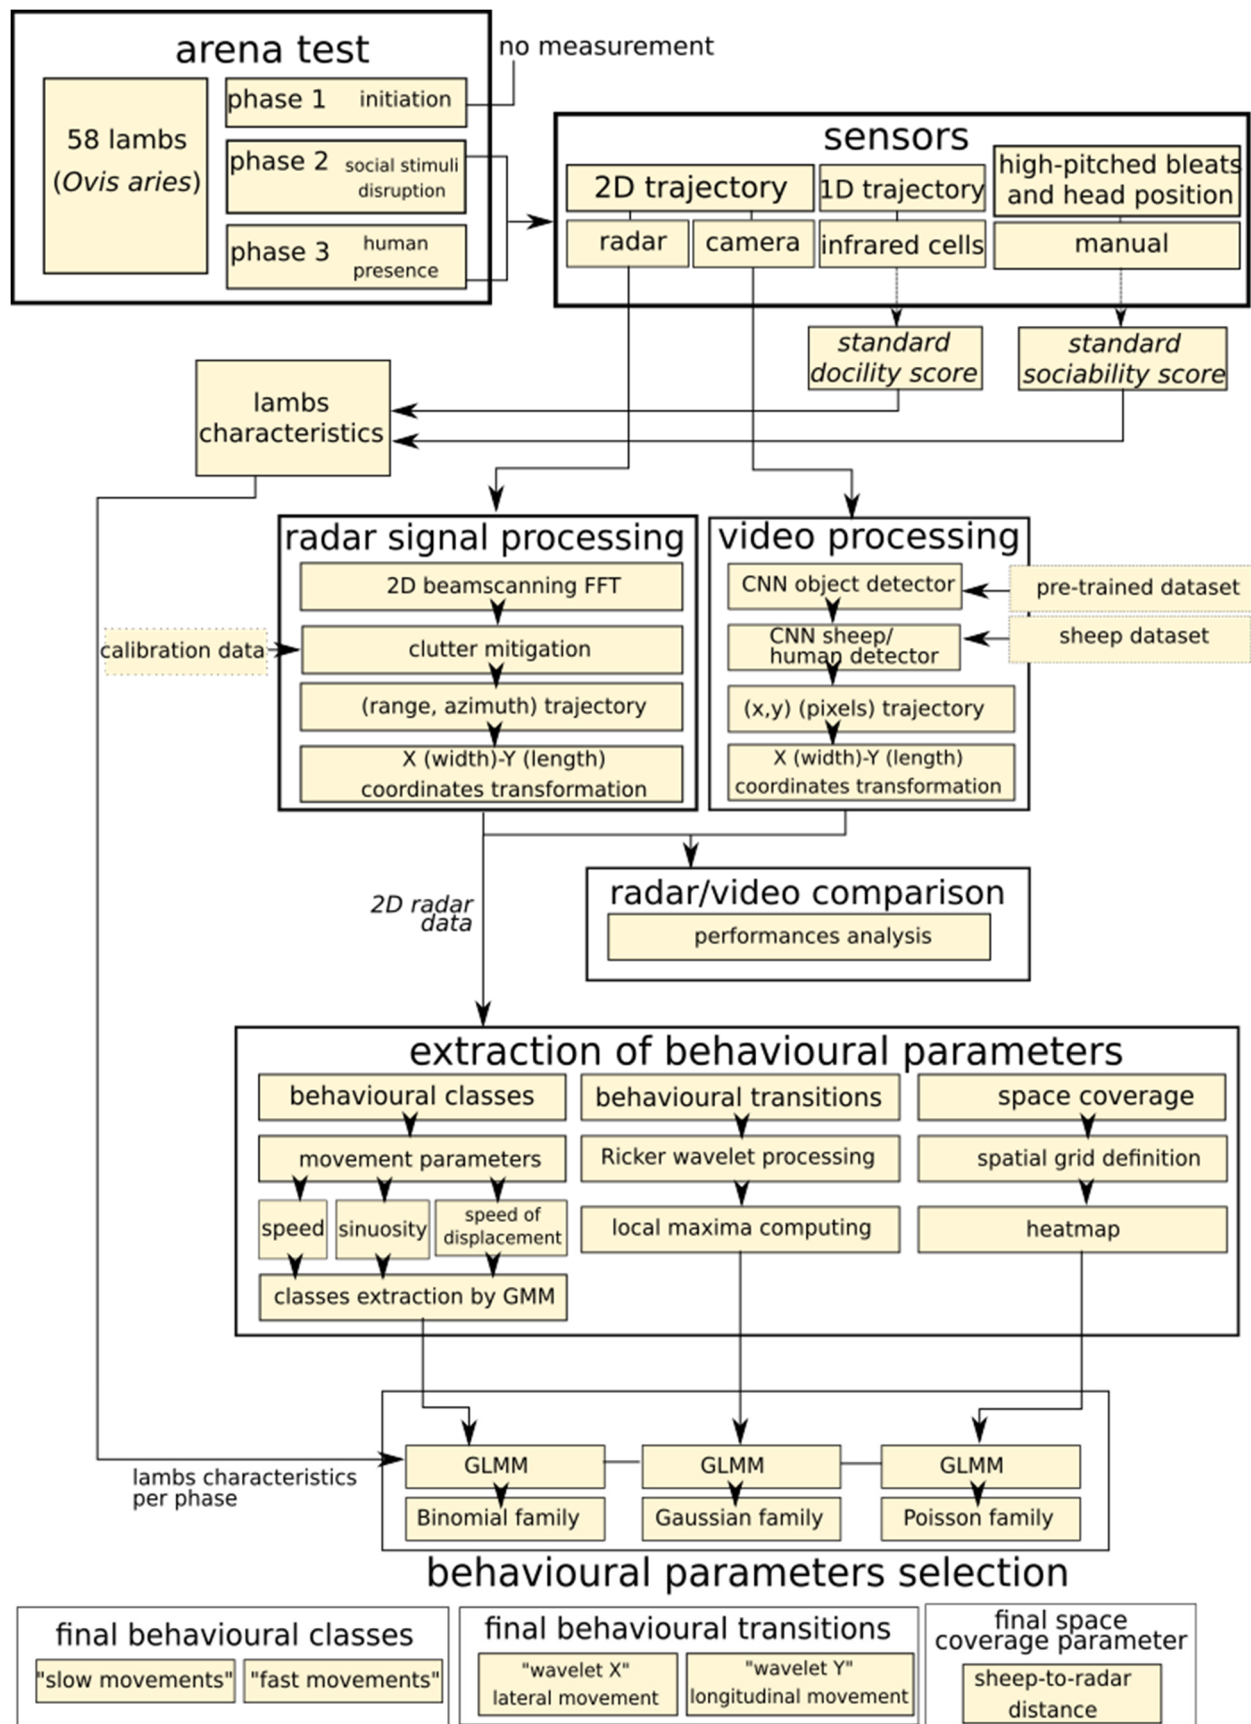 arena test
no measurement
58 lambs
(Ovis aries)
phase 1 initiation
phase 2 social stimuli
disruption
phase 3 human
presence
sensors
2D trajectory
1D trajectory
high-pitched bleats
and head position
radar
camera
infrared cells
manual
standard
docility score
standard
sociability score
lambs
characteristics
radar signal processing
2D beamscanning FFT
calibration data
clutter mitigation
(range, azimuth) trajectory
X (width)-Y (length)
coordinates transformation
video processing
CNN object detector
pre-trained dataset
CNN sheep/
human detector
sheep dataset
(x,y) (pixels) trajectory
X (width)-Y (length)
coordinates transformation
2D radar
data
radar/video comparison
performances analysis
extraction of behavioural parameters
behavioural classes
movement parameters
speed
sinuosity
speed of
displacement
classes extraction by GMM
behavioural transitions
Ricker wavelet processing
local maxima computing
space coverage
spatial grid definition
heatmap
lambs characteristics
per phase
GLMM
Binomial family
GLMM
Gaussian family
GLMM
Poisson family
behavioural parameters selection
final behavioural classes
"slow movements"
"fast movements"
final behavioural transitions
"wavelet X"
lateral movement
"wavelet Y"
longitudinal movement
final space
coverage parameter
sheep-to-radar
distance